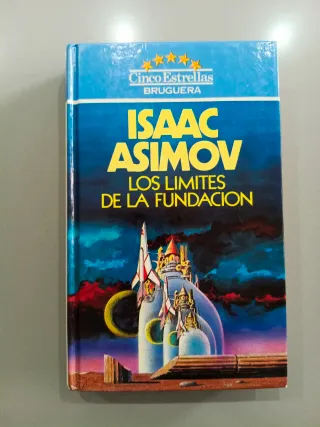 Cinco Estrellas
BRUGUERA
ISAAC
ASIMOV
LOS LIMITES
DE LA FUNDACION